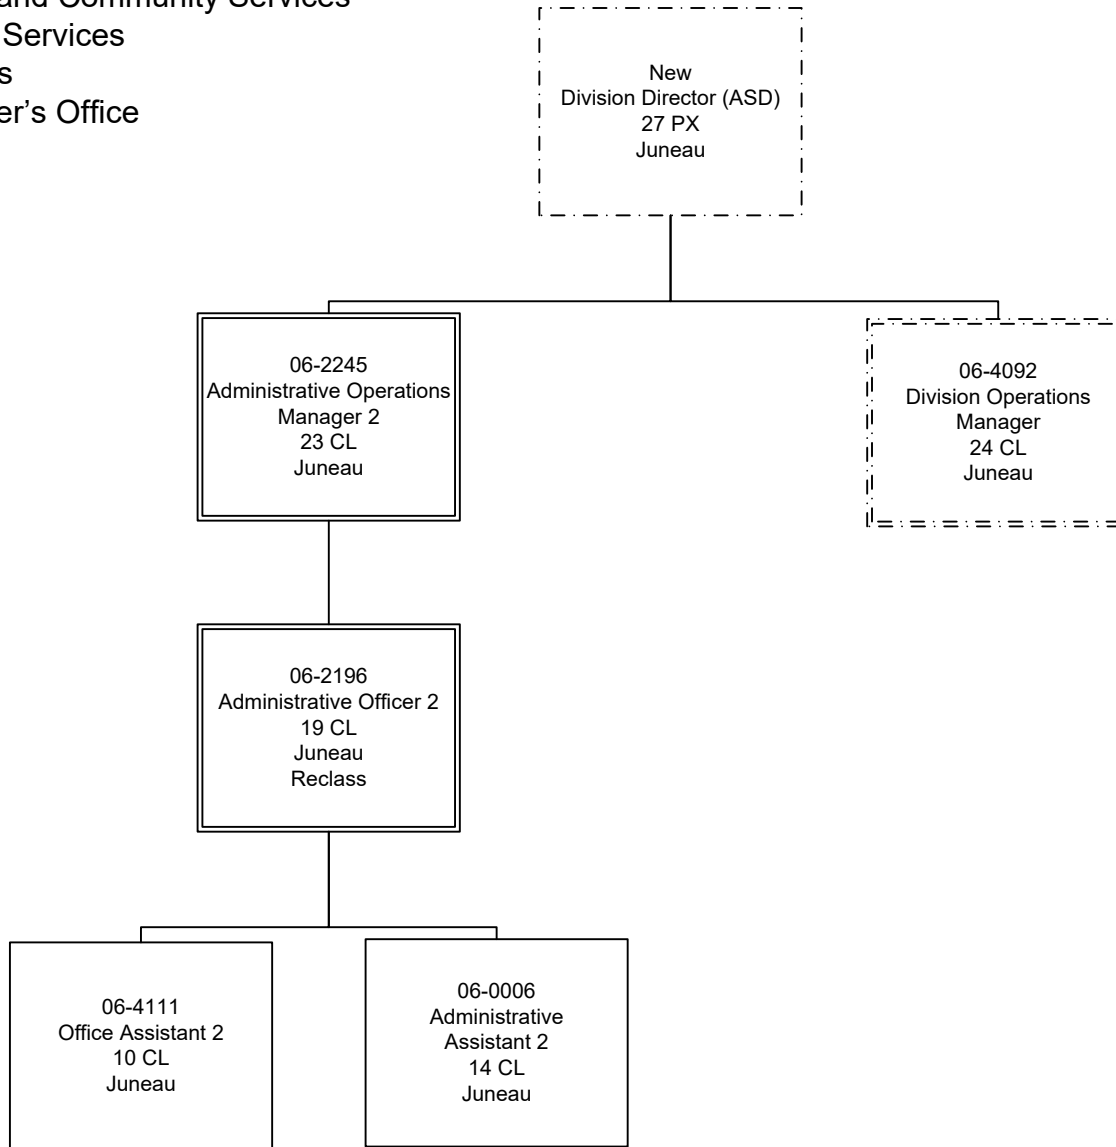 and Community Services
Services
er's Office
New
Division Director (ASD)
27 PX
Juneau
06-2245
Administrative Operations
Manager 2
23 CL
Juneau
06-4092
Division Operations
Manager
24 CL
Juneau
06-2196
Administrative Officer 2
19 CL
Juneau
Reclass
06-4111
Office Assistant 2
10 CL
Juneau
06-0006
Administrative
Assistant 2
14 CL
Juneau